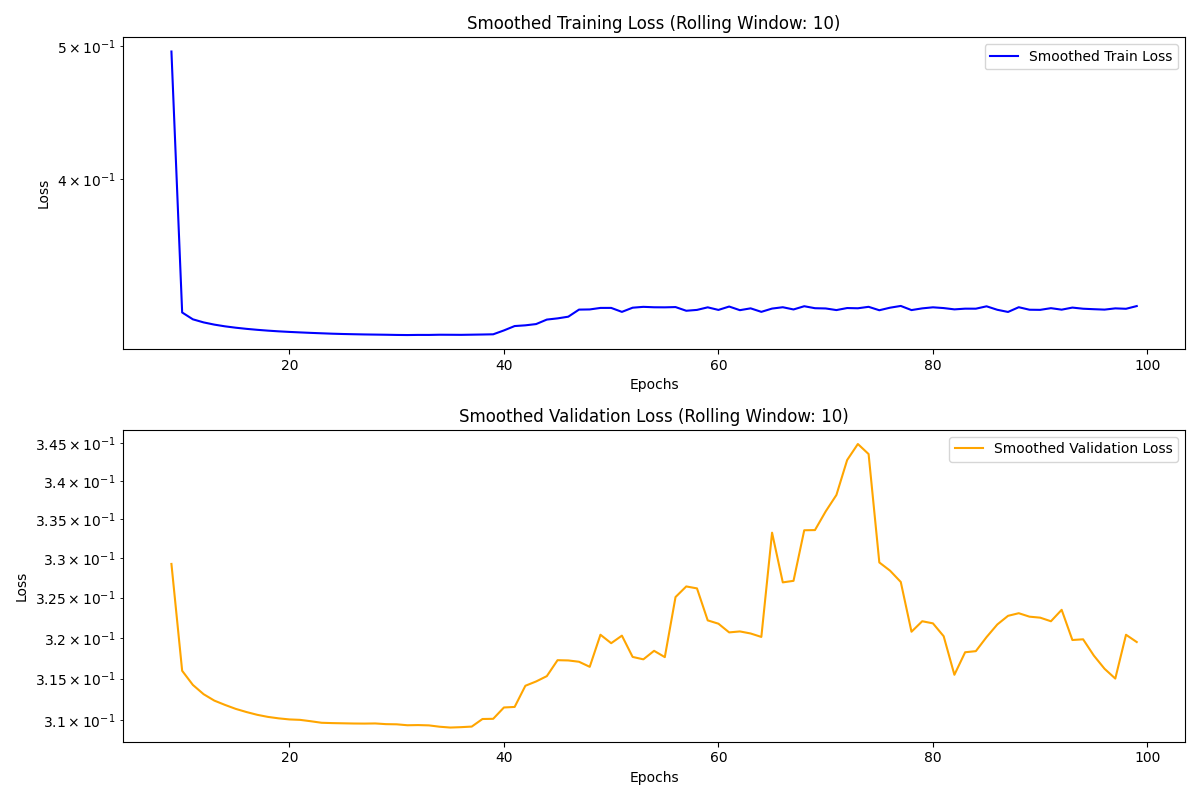 Smoothed Training Loss (Rolling Window: 10)
5 × 10⁻¹
4 × 10⁻¹
Loss
Smoothed Train Loss
20
40
60
80
100
Epochs
Smoothed Validation Loss (Rolling Window: 10)
3.45 × 10⁻¹
3.4 × 10⁻¹
3.35 × 10⁻¹
3.3 × 10⁻¹
3.25 × 10⁻¹
3.2 × 10⁻¹
3.15 × 10⁻¹
3.1 × 10⁻¹
Loss
Smoothed Validation Loss
20
40
60
80
100
Epochs